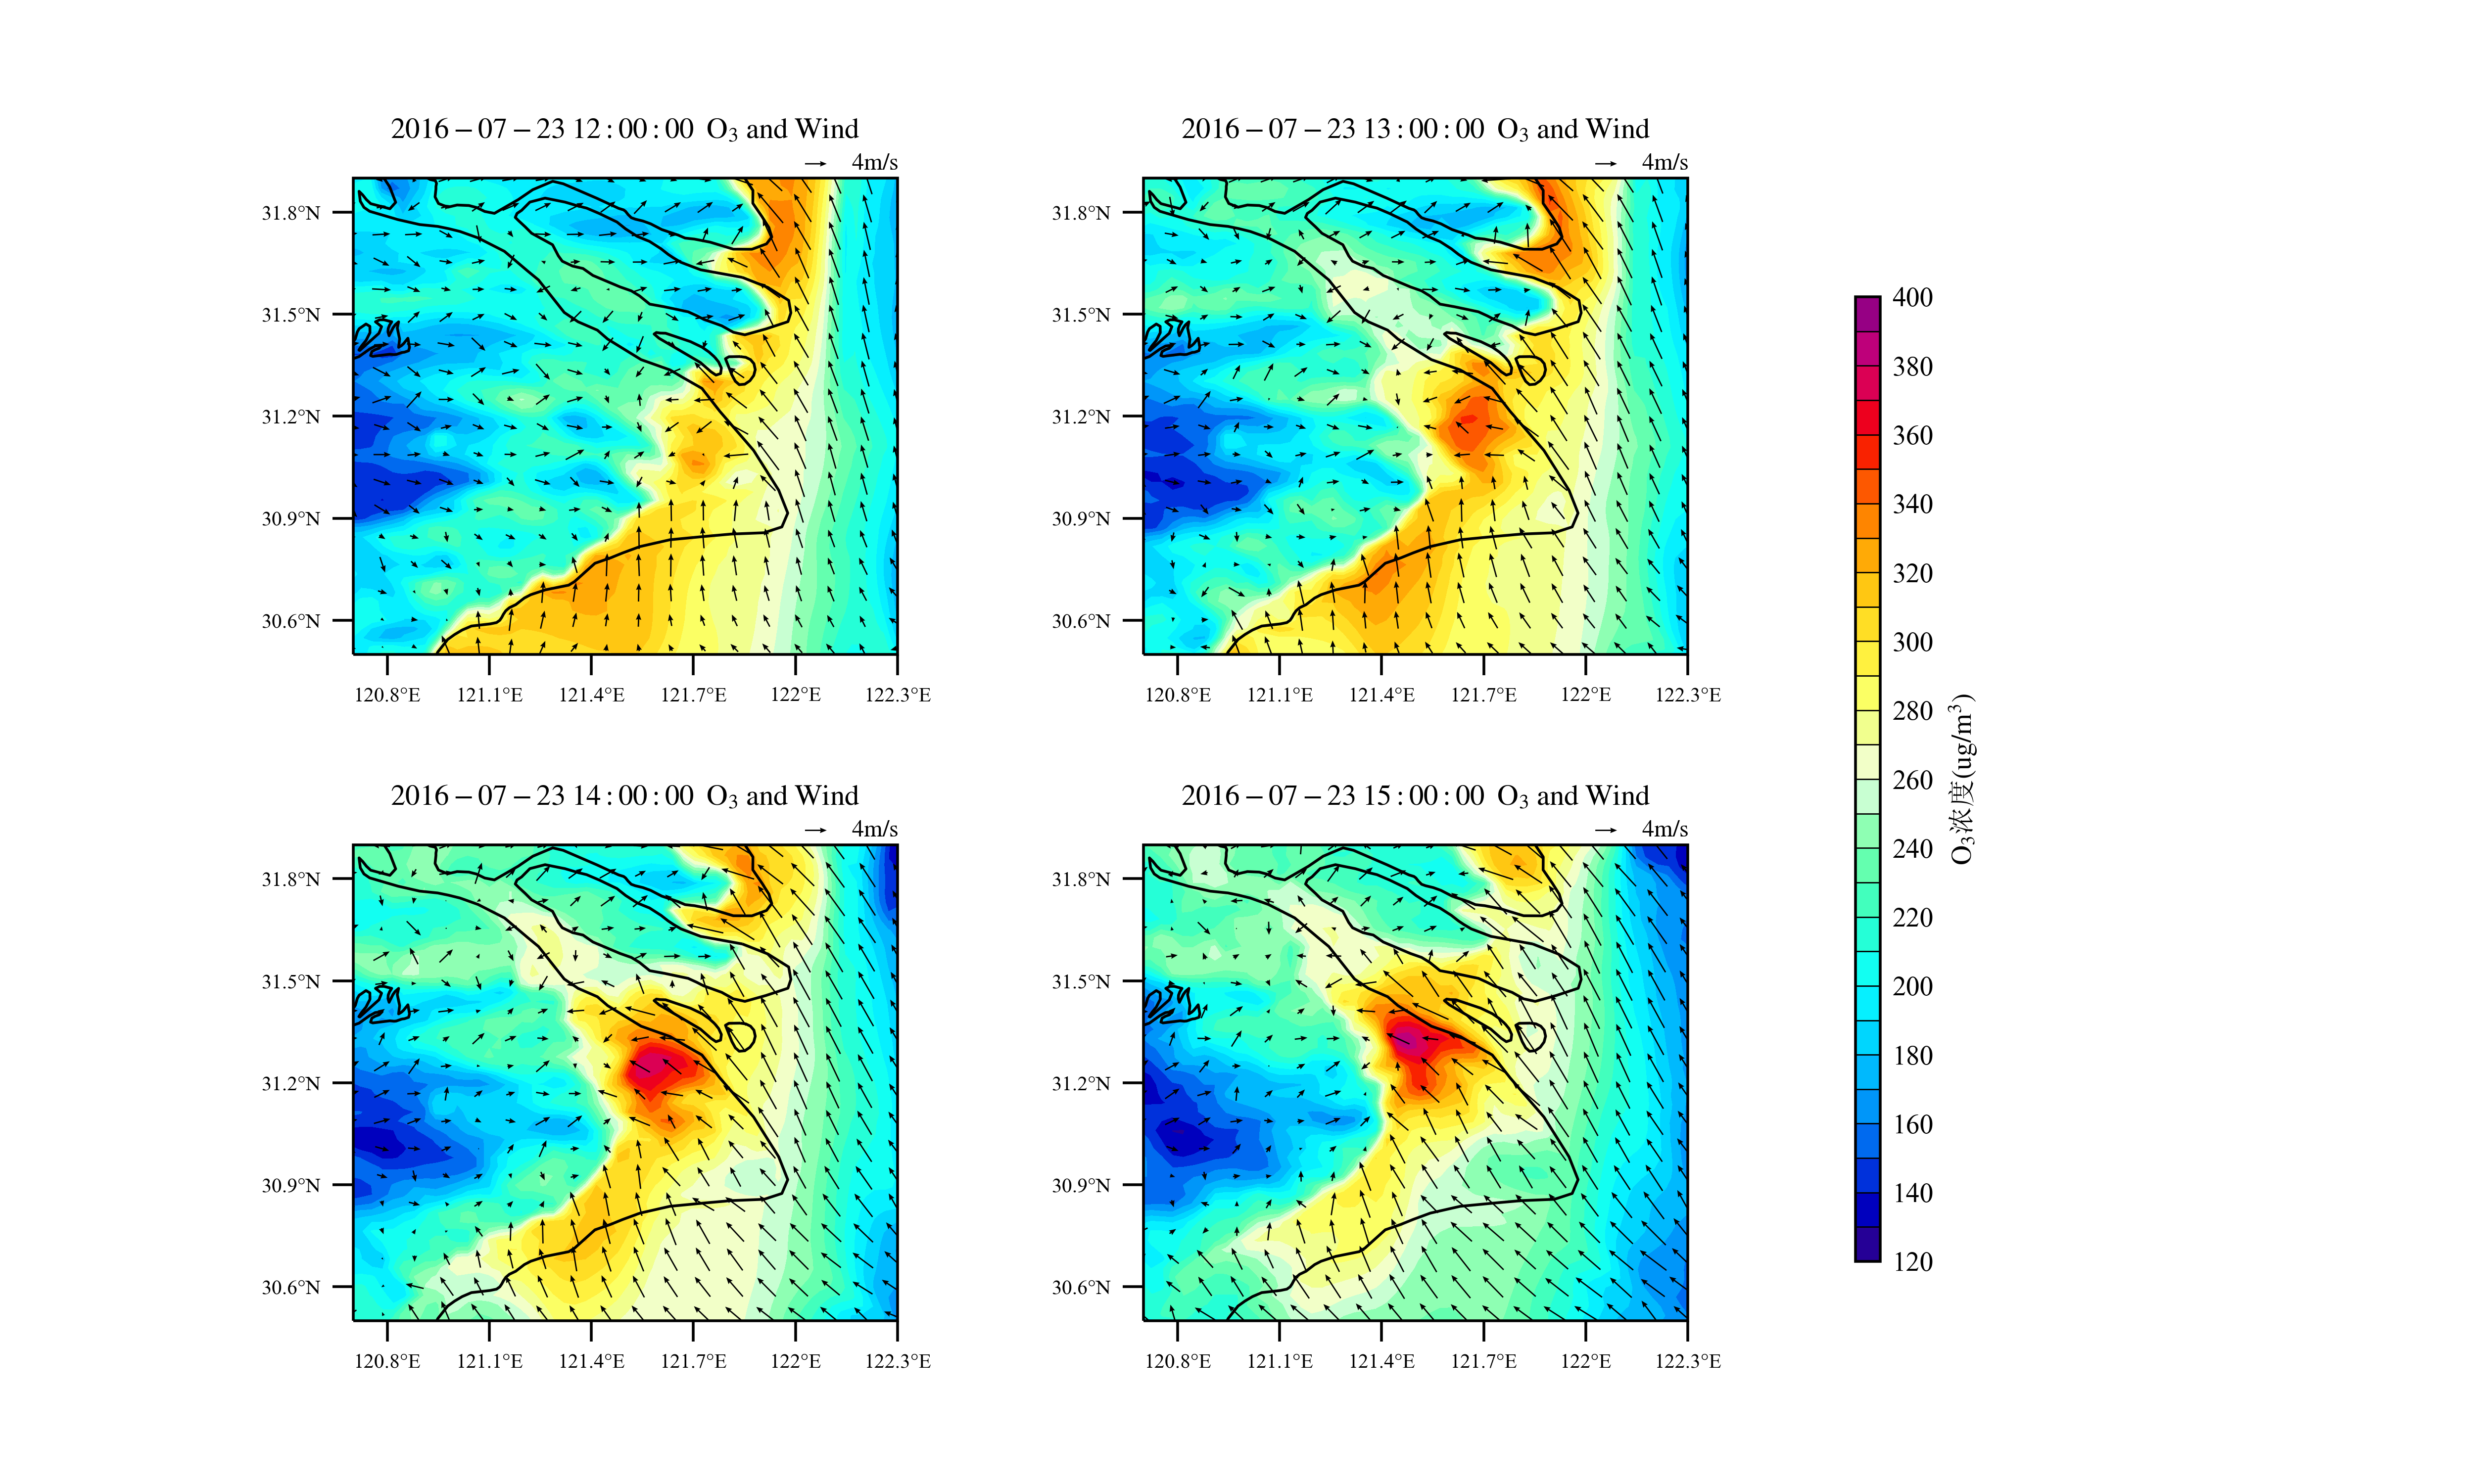 2016−07−23 12:00:00 O₃ and Wind
4m/s
31.8°N
31.5°N
31.2°N
30.9°N
30.6°N
120.8°E 121.1°E 121.4°E 121.7°E 122°E 122.3°E
2016−07−23 13:00:00 O₃ and Wind
4m/s
31.8°N
31.5°N
31.2°N
30.9°N
30.6°N
120.8°E 121.1°E 121.4°E 121.7°E 122°E 122.3°E
2016−07−23 14:00:00 O₃ and Wind
4m/s
31.8°N
31.5°N
31.2°N
30.9°N
30.6°N
120.8°E 121.1°E 121.4°E 121.7°E 122°E 122.3°E
2016−07−23 15:00:00 O₃ and Wind
4m/s
31.8°N
31.5°N
31.2°N
30.9°N
30.6°N
120.8°E 121.1°E 121.4°E 121.7°E 122°E 122.3°E
400
380
360
340
320
300
280
260
240
220
200
180
160
140
120
O₃浓度(ug/m³)